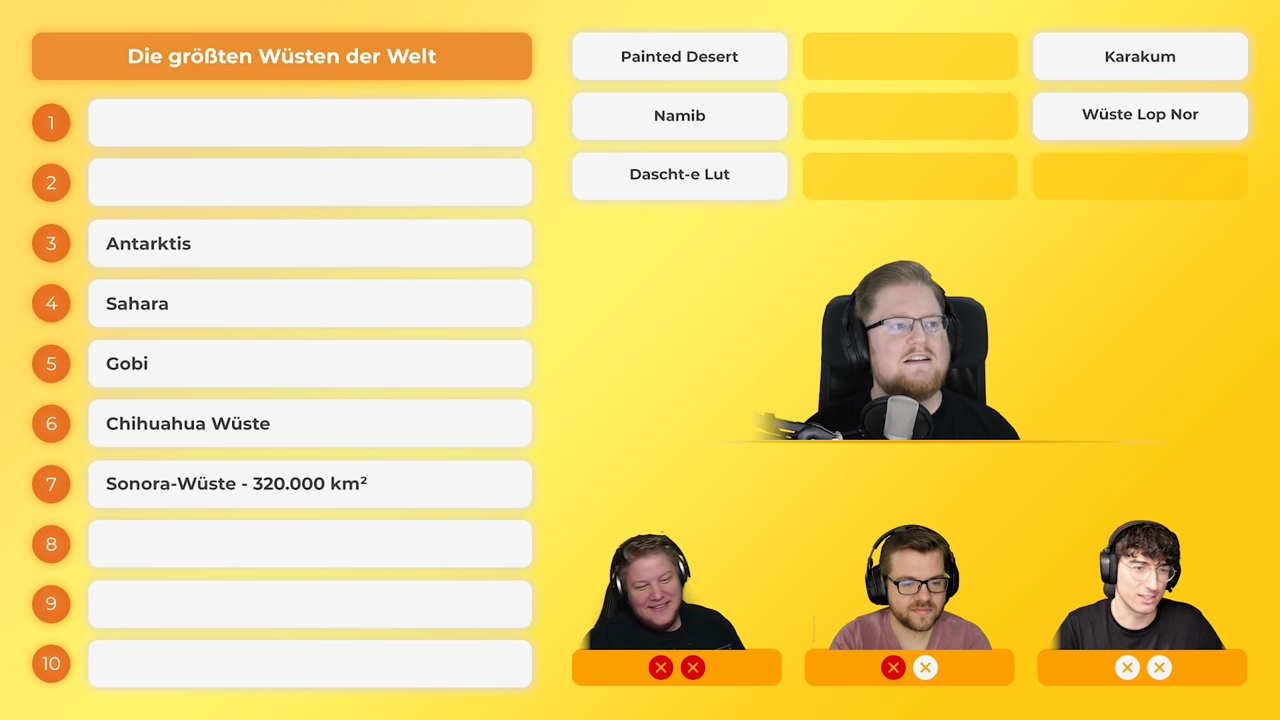 Die größten Wüsten der Welt
1
2
3 Antarktis
4 Sahara
5 Gobi
6 Chihuahua Wüste
7 Sonora-Wüste - 320.000 km²
8
9
10
Painted Desert
Karakum
Namib
Wüste Lop Nor
Dascht-e Lut